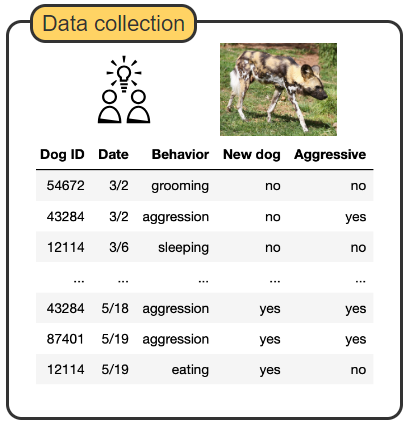 Data collection
Dog ID Date Behavior New dog Aggressive
54672 3/2 grooming no no
43284 3/2 aggression no yes
12114 3/6 sleeping no no
... ... ... ... ...
43284 5/18 aggression yes yes
87401 5/19 aggression yes yes
12114 5/19 eating yes no